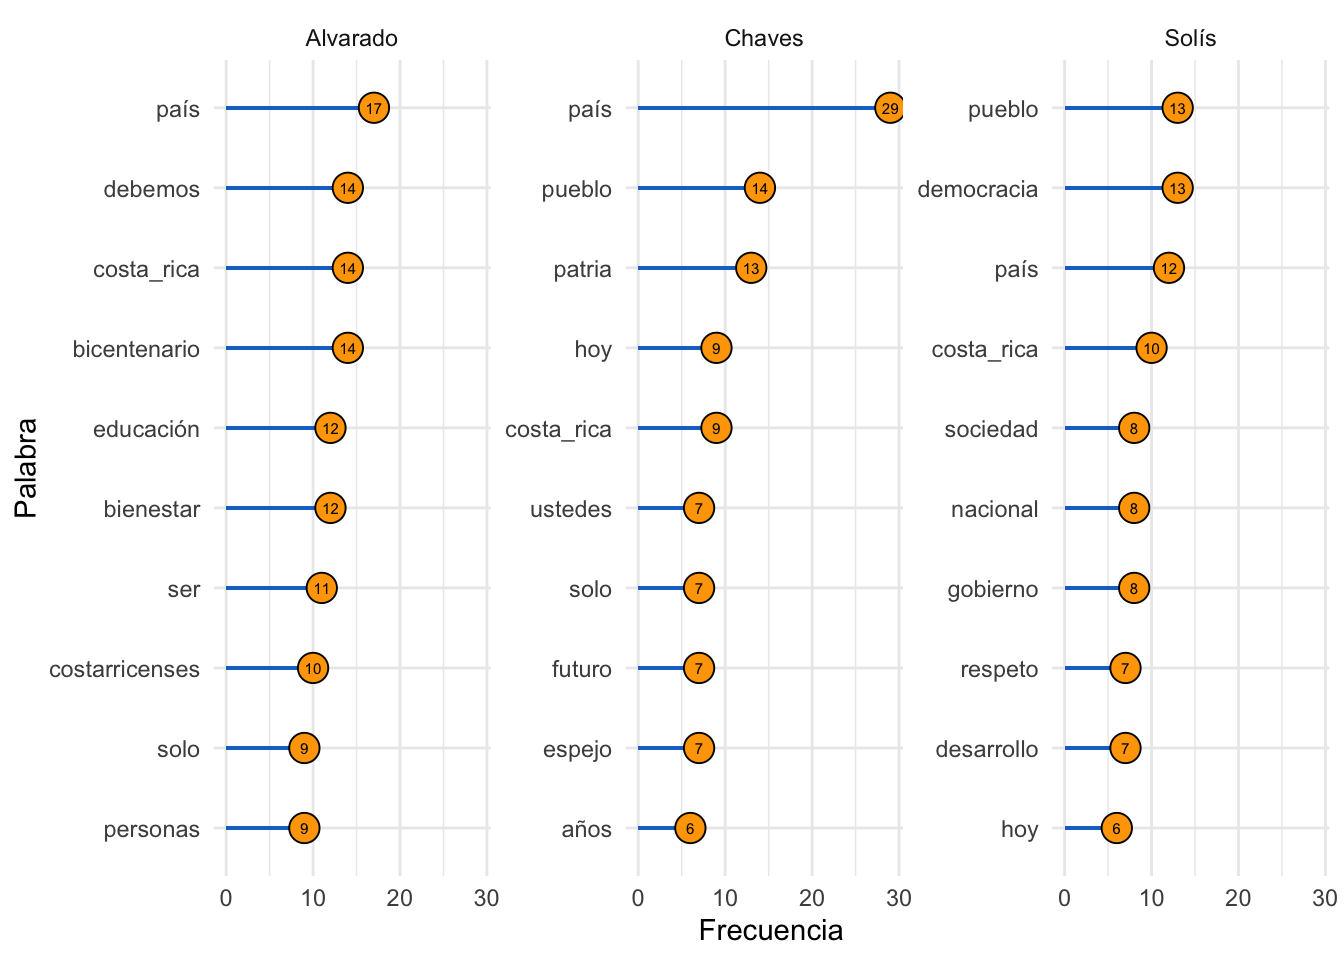 Alvarado
Chaves
Solís
Palabra
país 17
debemos 14
costa_rica 14
bicentenario 14
educación 12
bienestar 12
ser 11
costarricenses 10
solo 9
personas 9
0 10 20 30
país 29
pueblo 14
patria 13
hoy 9
costa_rica 9
ustedes 7
solo 7
futuro 7
espejo 7
años 6
0 10 20 30
pueblo 13
democracia 13
país 12
costa_rica 10
sociedad 8
nacional 8
gobierno 8
respeto 7
desarrollo 7
hoy 6
0 10 20 30
Frecuencia